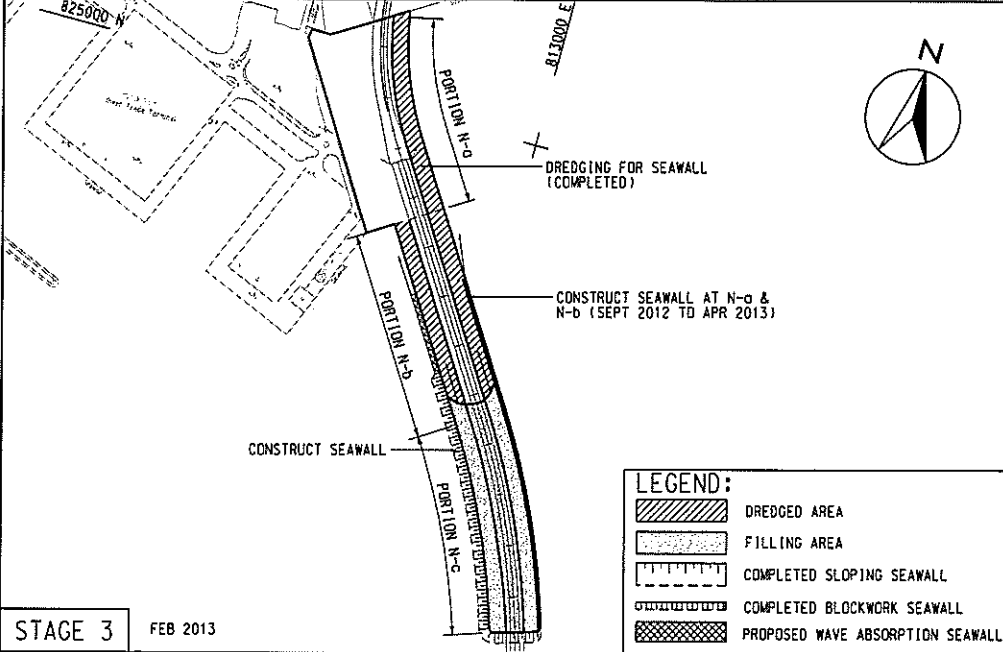 825000 N
813000 E
N
PORTION N-a
DREDGING FOR SEAWALL
(COMPLETED)
CONSTRUCT SEAWALL AT N-a &
N-b (SEPT 2012 TO APR 2013)
PORTION N-b
CONSTRUCT SEAWALL
PORTION N-c
LEGEND:
DREDGED AREA
FILLING AREA
COMPLETED SLOPING SEAWALL
COMPLETED BLOCKWORK SEAWALL
PROPOSED WAVE ABSORPTION SEAWALL
STAGE 3
FEB 2013